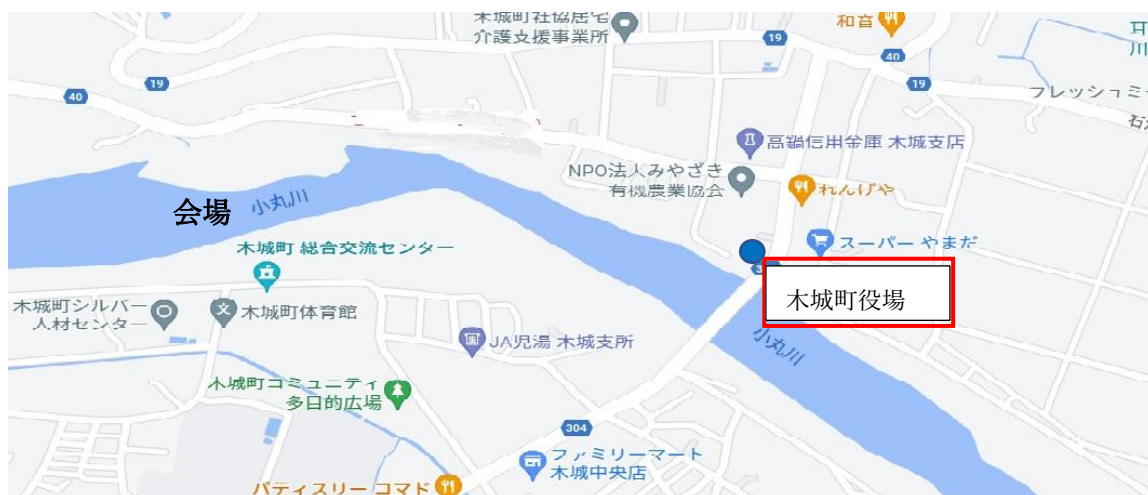 木城町社協居宅
介護支援事業所
和音
19
40
19
40
19
フレッシュミ
高鍋信用金庫 木城支店
NPO法人みやざき
有機農業協会
れんげや
会場
小丸川
木城町 総合交流センター
スーパー やまだ
木城町役場
木城町シルバー
人材センター
木城町体育館
JA児湯 木城支所
小丸川
木城町コミュニティ
多目的広場
304
ファミリーマート
木城中央店
パティスリー コマド